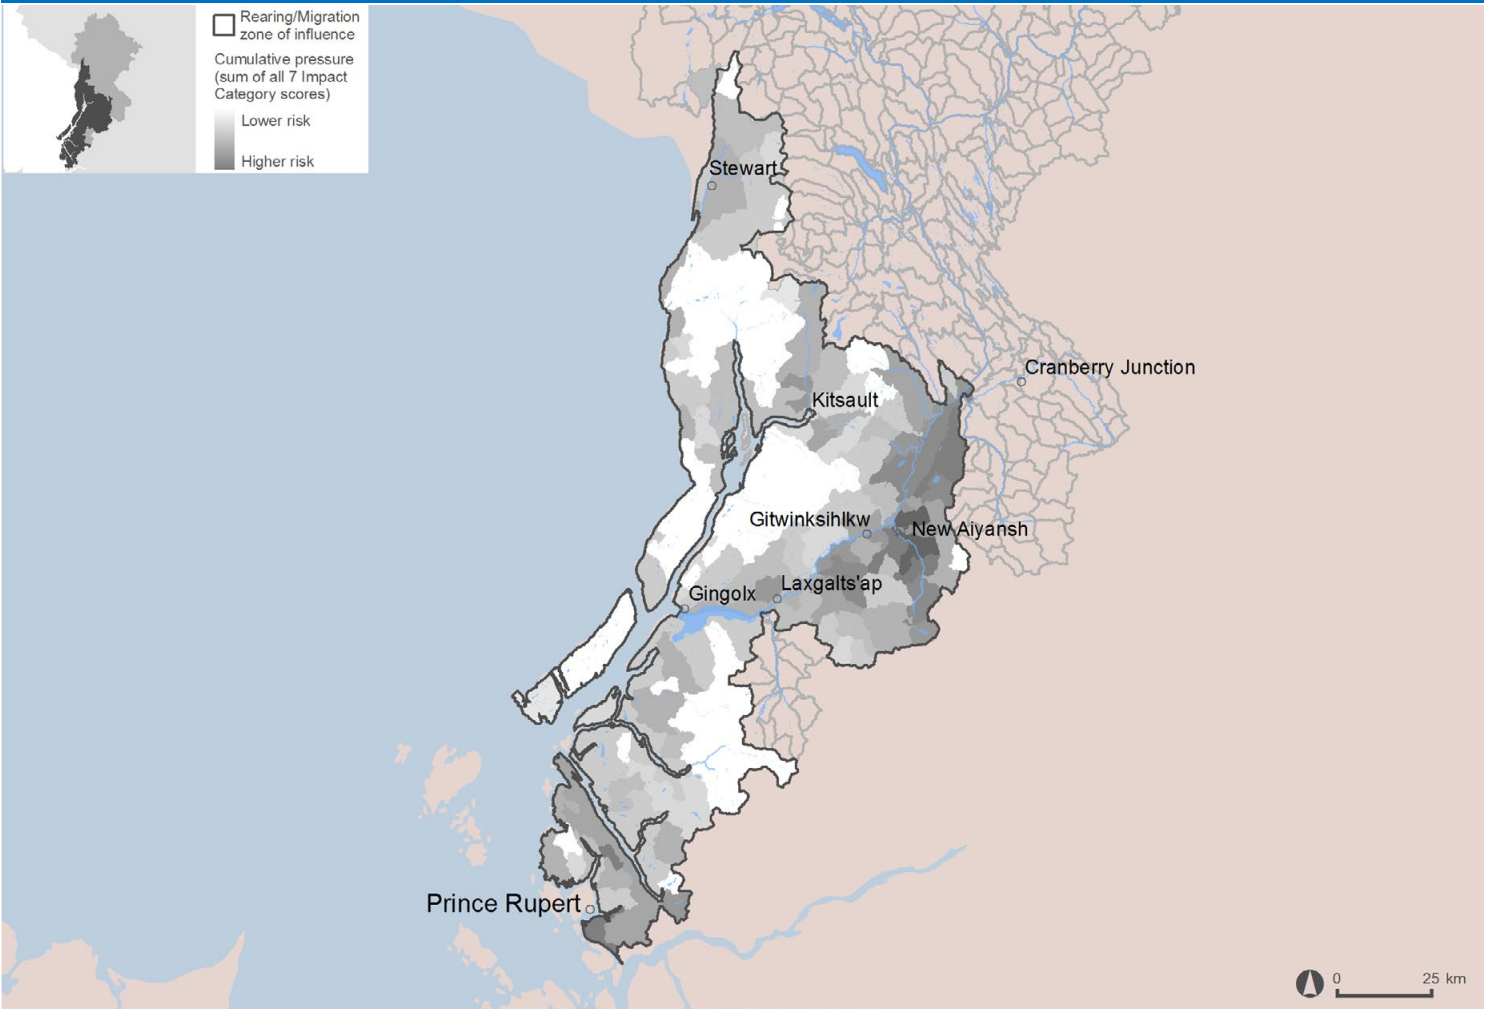 Rearing/Migration
zone of influence
Cumulative pressure
(sum of all 7 Impact
Category scores)
Lower risk
Higher risk
Stewart
Cranberry Junction
Kitsault
Gitwinksihlkw
New Aiyansh
Laxgalts'ap
Gingolx
Prince Rupert
0 25 km